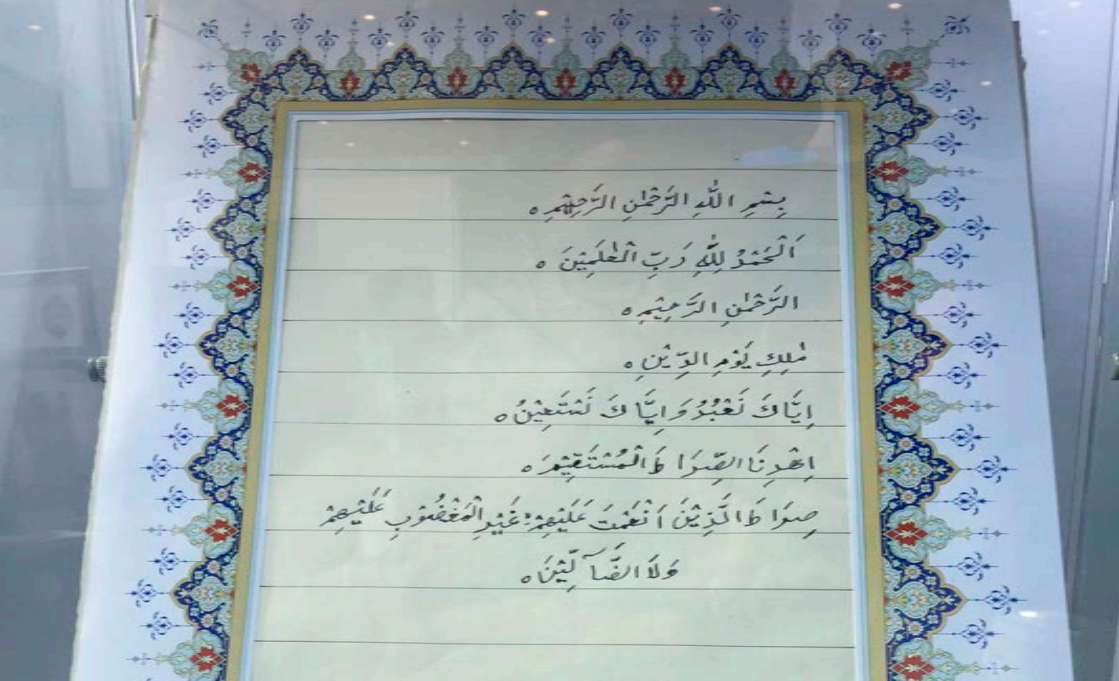 بِسْمِ اللّٰهِ الرَّحْمٰنِ الرَّحِيْمِ ه
اَلْحَمْدُ لِلّٰهِ رَبِّ الْعٰلَمِيْنَ ه
الرَّحْمٰنِ الرَّحِيْمِ ه
مٰلِكِ يَوْمِ الدِّيْنِ ه
اِيَّاكَ نَعْبُدُ وَ اِيَّاكَ نَسْتَعِيْنُ ه
اِهْدِنَا الصِّرَاطَ الْمُسْتَقِيْمَ ه
صِرَاطَ الَّذِيْنَ اَنْعَمْتَ عَلَيْهِمْ غَيْرِ الْمَغْضُوْبِ عَلَيْهِمْ
وَلَا الضَّآلِّيْنَ ه